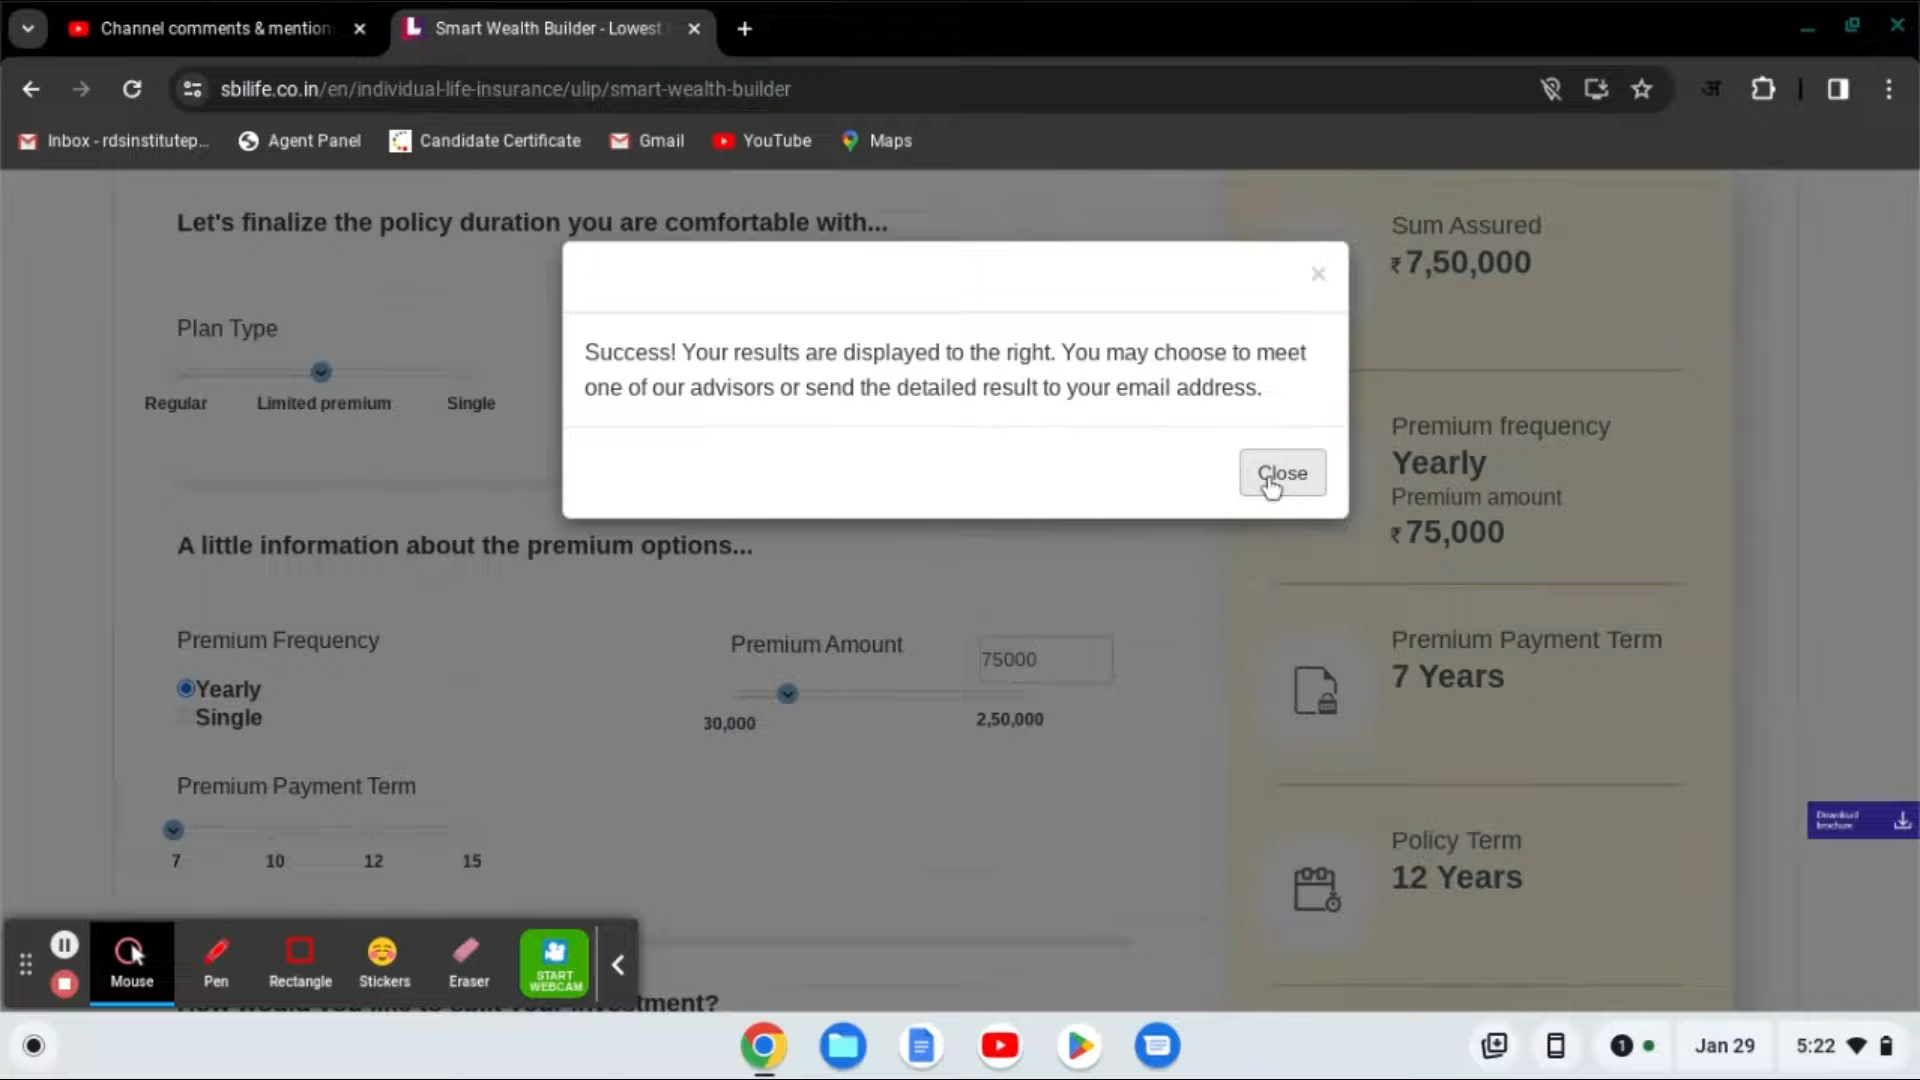 Channel comments & mention
Smart Wealth Builder - Lowest
sbilife.co.in/en/individual-life-insurance/ulip/smart-wealth-builder
अ
Inbox - rdsinstitutep...
Agent Panel
Candidate Certificate
Gmail
YouTube
Maps
Let's finalize the policy duration you are comfortable with...
Plan Type
Regular
Limited premium
Single
Success! Your results are displayed to the right. You may choose to meet
one of our advisors or send the detailed result to your email address.
Close
Sum Assured
₹7,50,000
Premium frequency
Yearly
Premium amount
₹75,000
A little information about the premium options...
Premium Frequency
Yearly
Single
Premium Amount
75000
30,000
2,50,000
Premium Payment Term
7 Years
Premium Payment Term
7
10
12
15
Policy Term
12 Years
Download
brochure
Mouse
Pen
Rectangle
Stickers
Eraser
START
WEBCAM
1
Jan 29
5:22